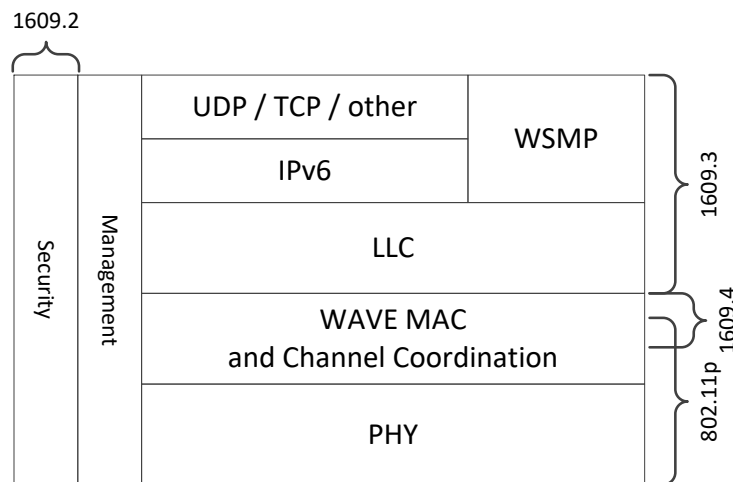 1609.2
Security
Management
UDP / TCP / other
IPv6
WSMP
LLC
WAVE MAC
and Channel Coordination
PHY
1609.3
1609.4
802.11p